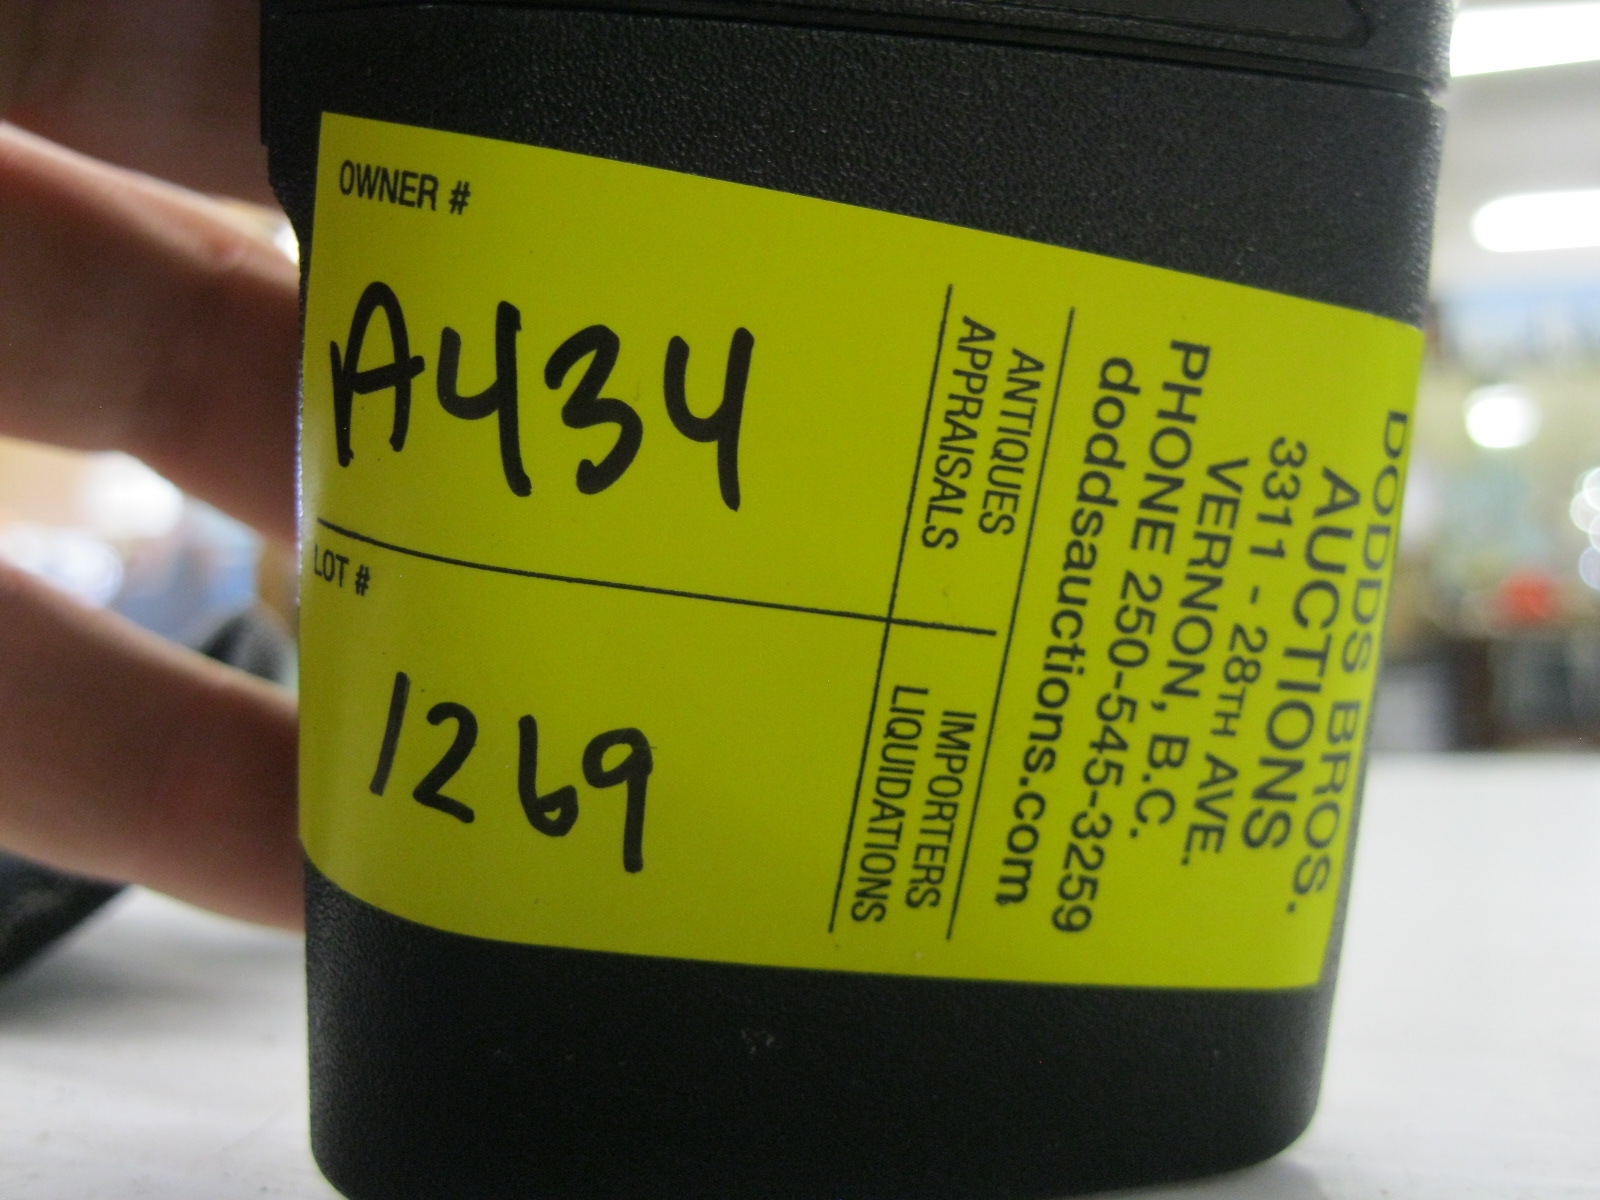 OWNER #
A434
LOT #
1269
DODDS BROS.
AUCTIONS
3311 - 28TH AVE.
VERNON, B.C.
PHONE 250-545-3259
doddsauctions.com
ANTIQUES
APPRAISALS
IMPORTERS
LIQUIDATIONS